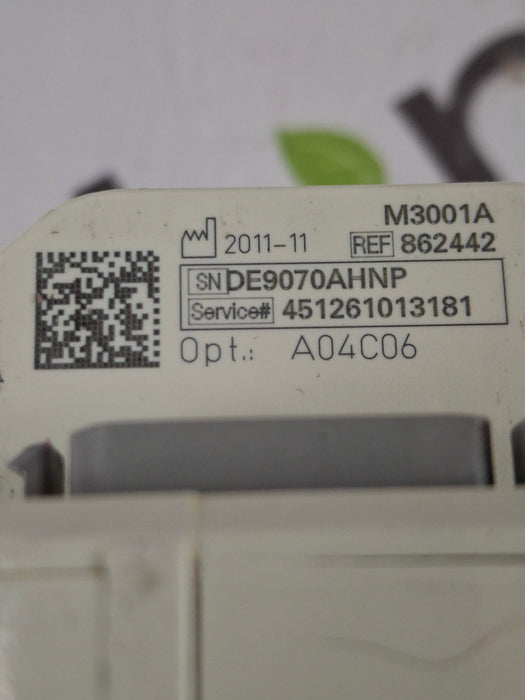 M3001A
2011-11 REF 862442
SN DE9070AHNP
Service# 451261013181
Opt.: A04C06